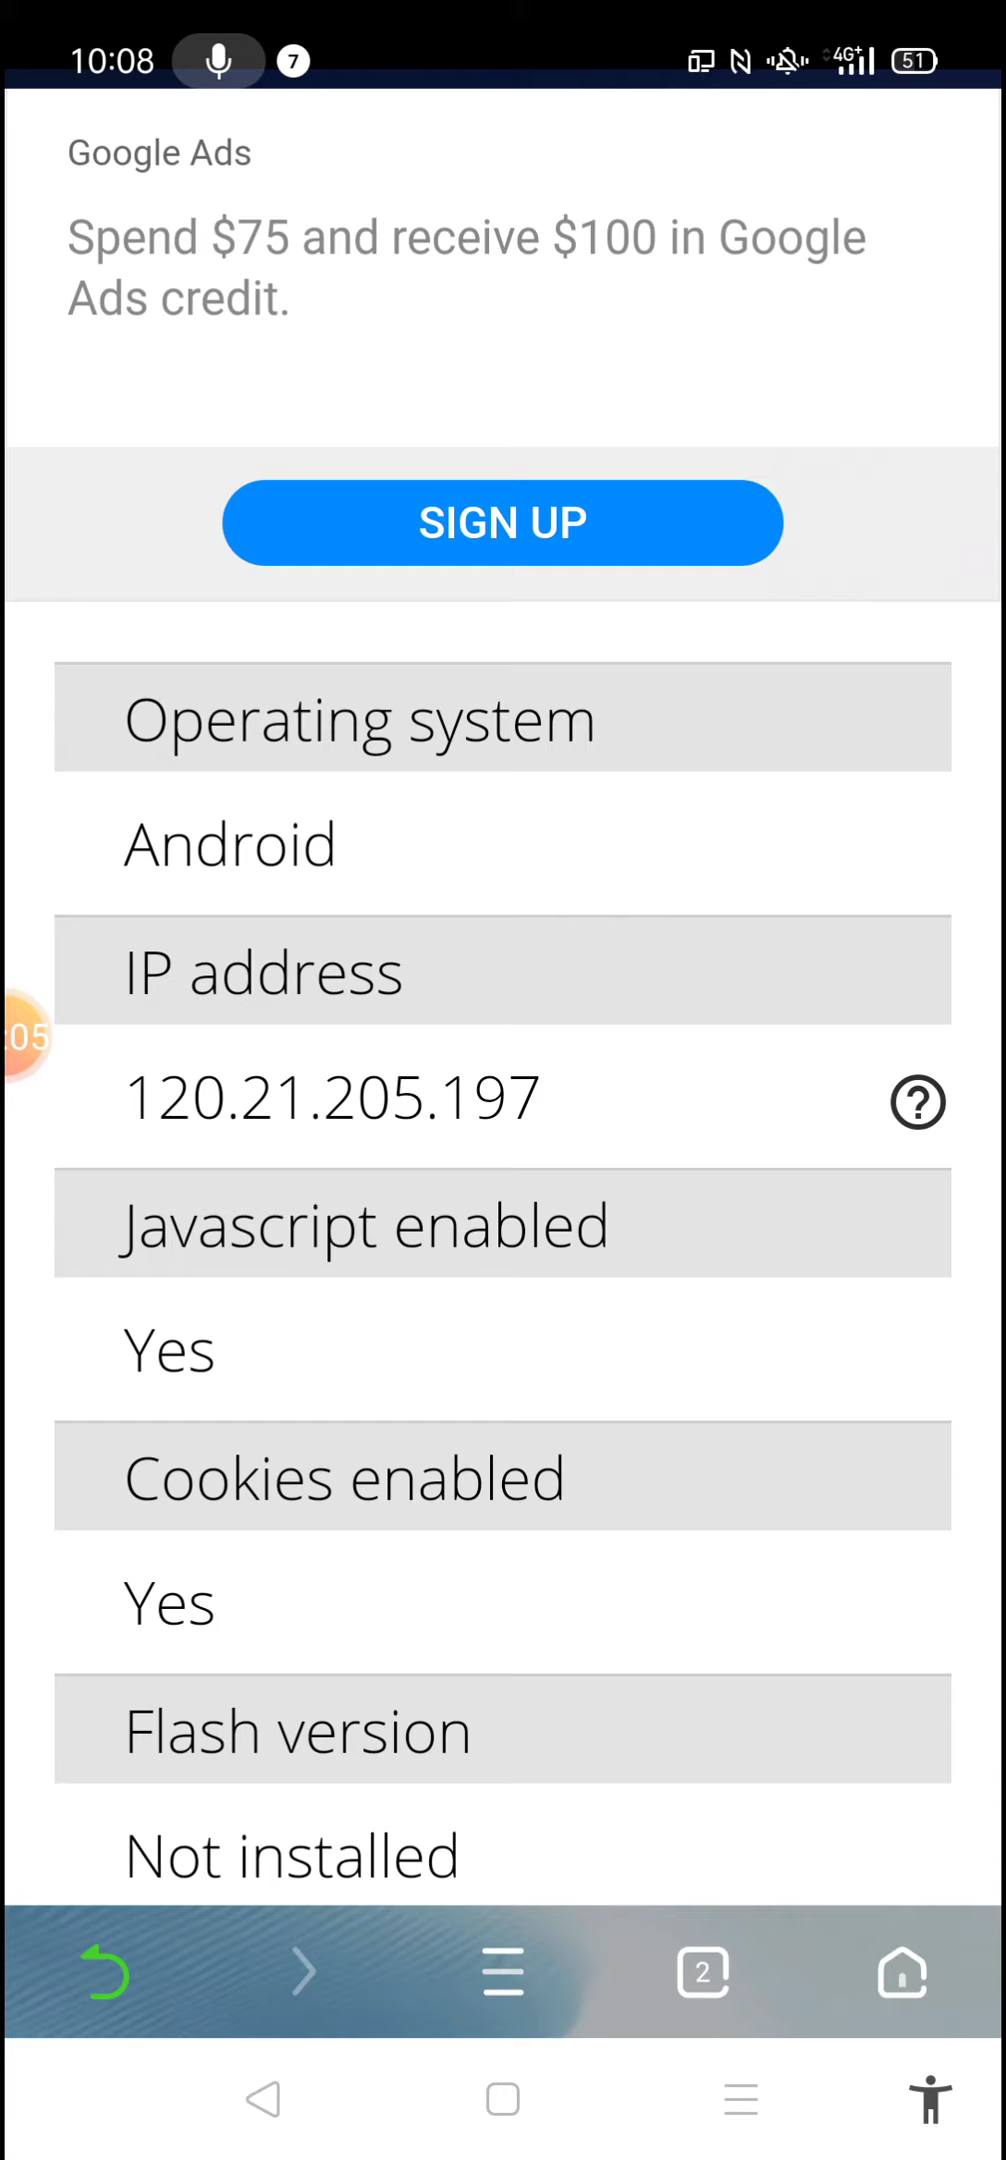 10:08 7 4G+ 51
Google Ads
Spend $75 and receive $100 in Google
Ads credit.
SIGN UP
Operating system
Android
IP address
:05
120.21.205.197 ?
Javascript enabled
Yes
Cookies enabled
Yes
Flash version
Not installed
2